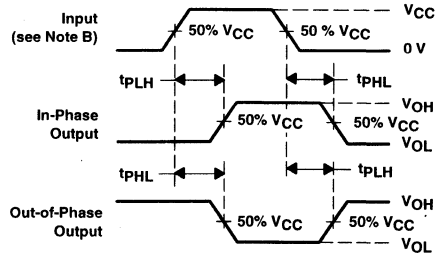 Input
(see Note B)
50% VCC
50 % VCC
VCC
0 V
tPLH
tPHL
In-Phase
Output
50% VCC
50% VCC
VOH
VOL
tPHL
tPLH
Out-of-Phase
Output
50% VCC
50% VCC
VOH
VOL